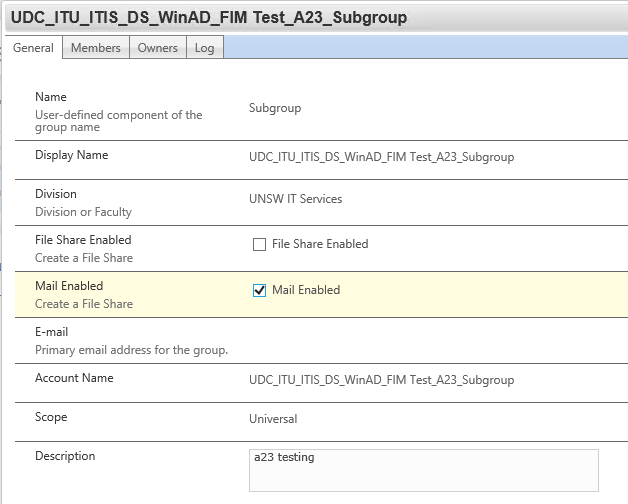 UDC_ITU_ITIS_DS_WinAD_FIM Test_A23_Subgroup
General Members Owners Log
Name
User-defined component of the
group name
Subgroup
Display Name
UDC_ITU_ITIS_DS_WinAD_FIM Test_A23_Subgroup
Division
Division or Faculty
UNSW IT Services
File Share Enabled
Create a File Share
File Share Enabled
Mail Enabled
Create a File Share
Mail Enabled
E-mail
Primary email address for the group.
Account Name
UDC_ITU_ITIS_DS_WinAD_FIM Test_A23_Subgroup
Scope
Universal
Description
a23 testing